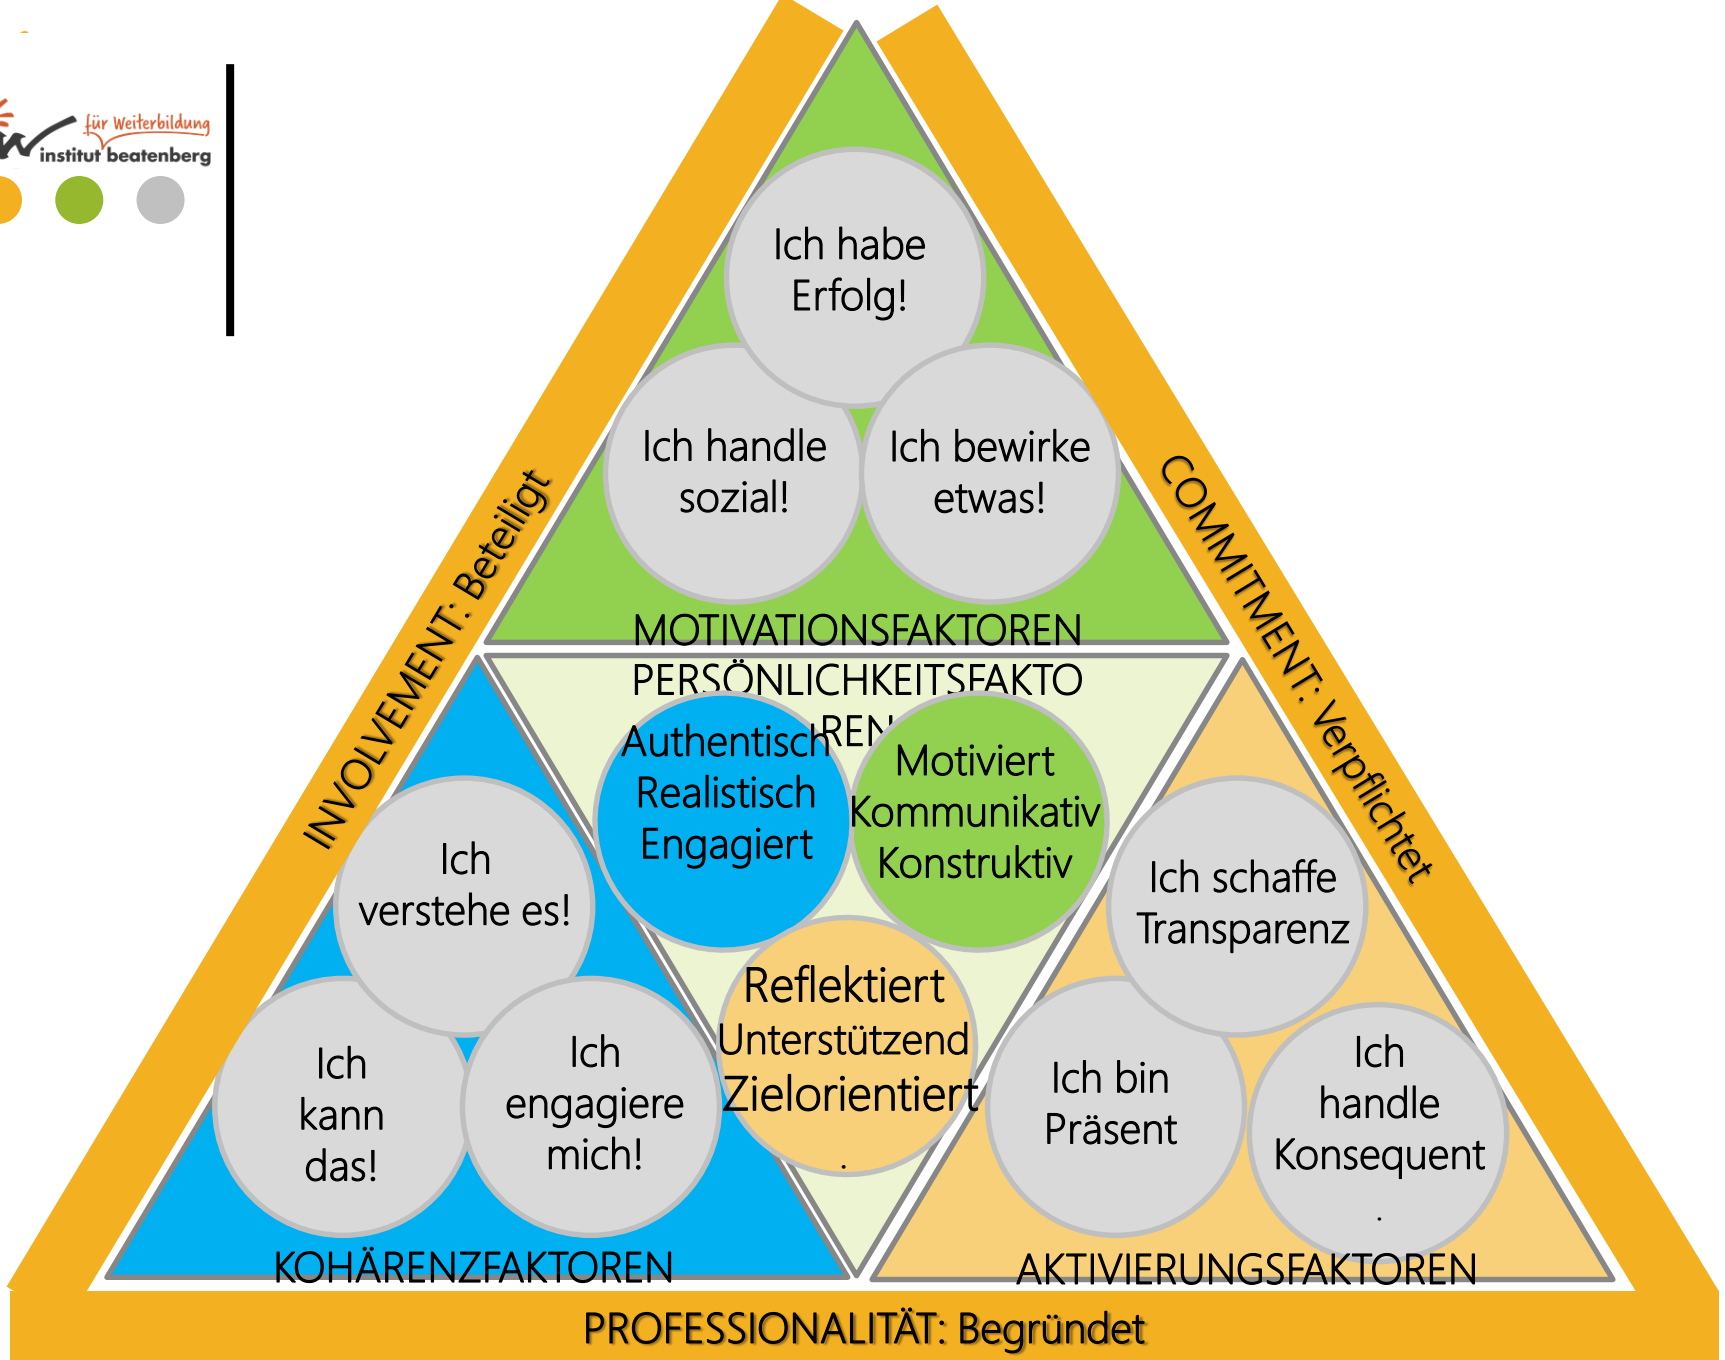 für Weiterbildung
institut beatenberg
Ich habe
Erfolg!
Ich handle
sozial!
Ich bewirke
etwas!
MOTIVATIONSFAKTOREN
INVOLVEMENT: Beteiligt
COMMITMENT: Verpflichtet
PERSÖNLICHKEITSFAKTO
REN
Authentisch
Realistisch
Engagiert
Motiviert
Kommunikativ
Konstruktiv
Reflektiert
Unterstützend
Zielorientiert
.
Ich
verstehe es!
Ich
kann
das!
Ich
engagiere
mich!
KOHÄRENZFAKTOREN
Ich schaffe
Transparenz
Ich bin
Präsent
Ich
handle
Konsequent
.
AKTIVIERUNGSFAKTOREN
PROFESSIONALITÄT: Begründet